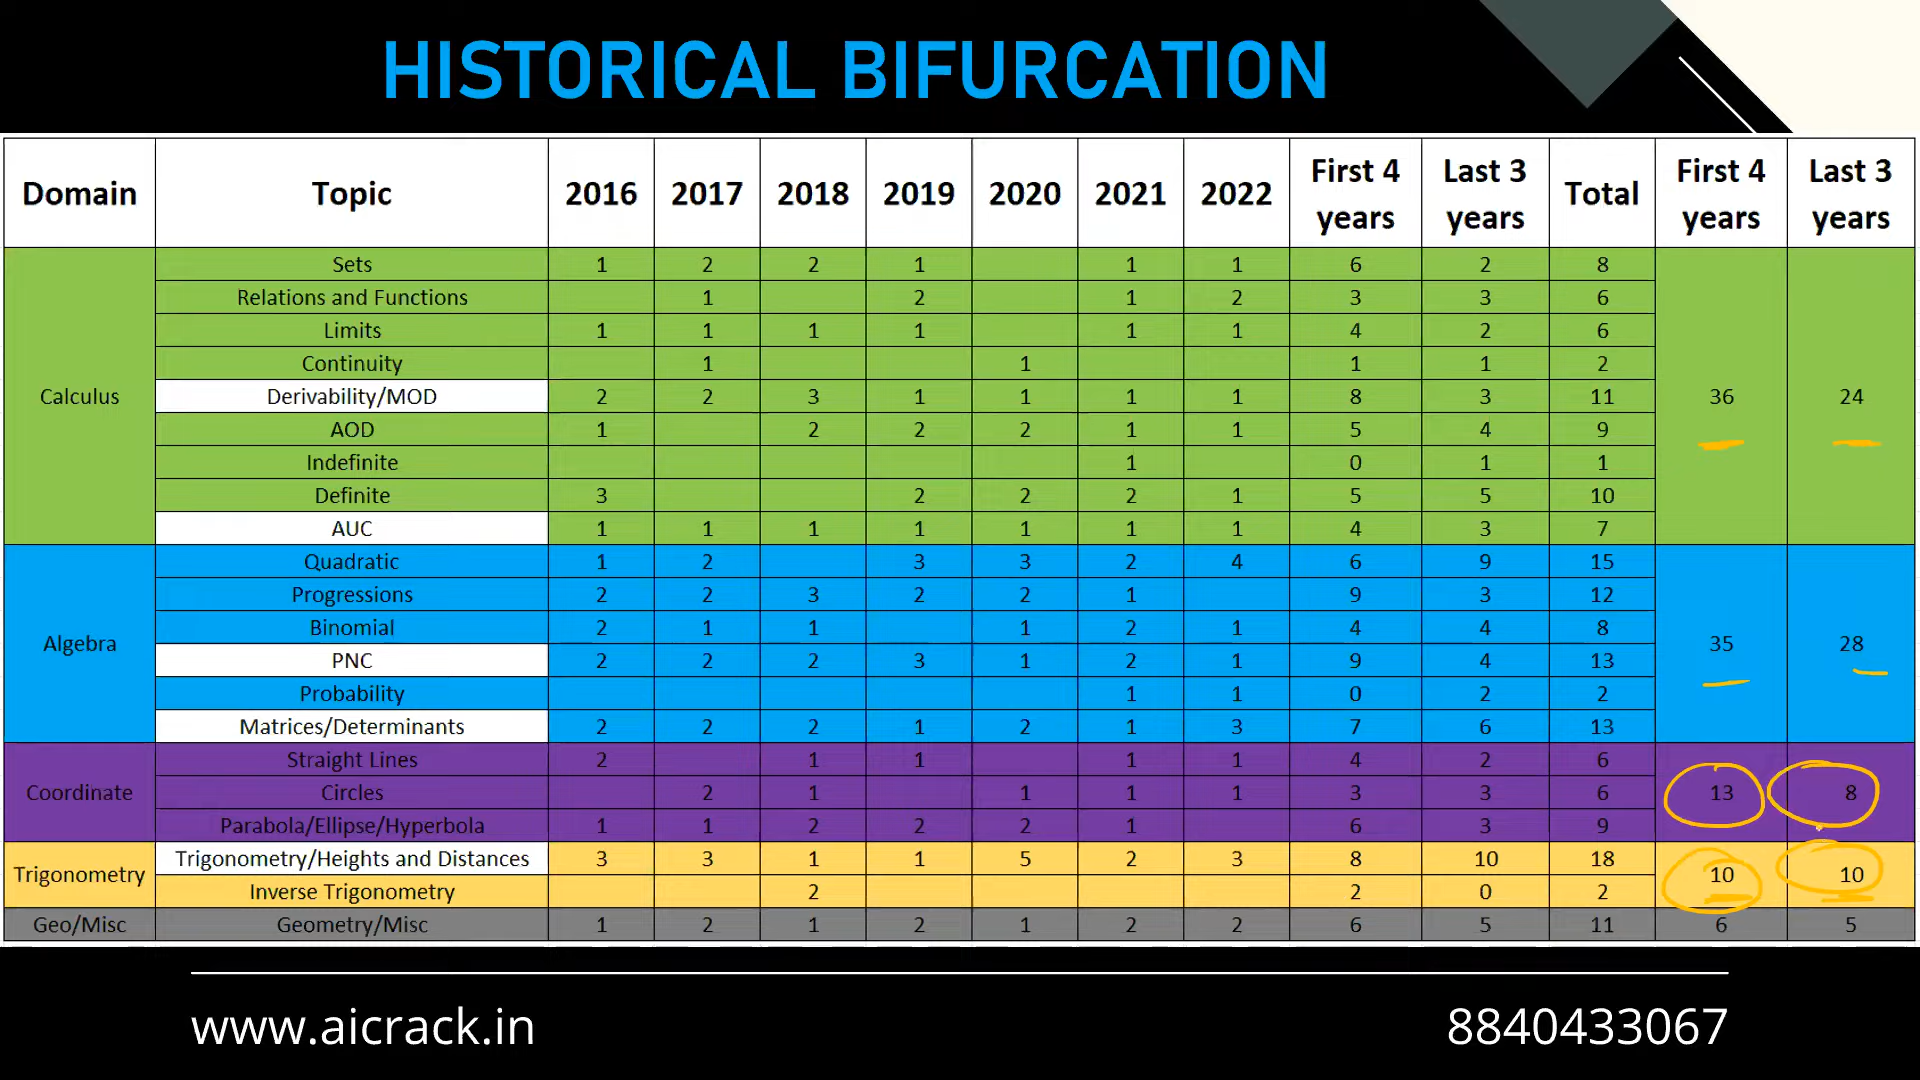 HISTORICAL BIFURCATION
Domain Topic 2016 2017 2018 2019 2020 2021 2022 First 4 years Last 3 years Total First 4 years Last 3 years
Calculus Sets 1 2 2 1 1 1 6 2 8 36 24
Relations and Functions 1 2 1 2 3 3 6
Limits 1 1 1 1 1 1 4 2 6
Continuity 1 1 1 1 2
Derivability/MOD 2 2 3 1 1 1 1 8 3 11
AOD 1 2 2 2 1 1 5 4 9
Indefinite 1 0 1 1
Definite 3 2 2 2 1 5 5 10
AUC 1 1 1 1 1 1 1 4 3 7
Algebra Quadratic 1 2 3 3 2 4 6 9 15 35 28
Progressions 2 2 3 2 2 1 9 3 12
Binomial 2 1 1 1 2 1 4 4 8
PNC 2 2 2 3 1 2 1 9 4 13
Probability 1 1 0 2 2
Matrices/Determinants 2 2 2 1 2 1 3 7 6 13
Coordinate Straight Lines 2 1 1 1 1 4 2 6 13 8
Circles 2 1 1 1 1 3 3 6
Parabola/Ellipse/Hyperbola 1 1 2 2 2 1 6 3 9
Trigonometry Trigonometry/Heights and Distances 3 3 1 1 5 2 3 8 10 18 10 10
Inverse Trigonometry 2 2 0 2
Geo/Misc Geometry/Misc 1 2 1 2 1 2 2 6 5 11 6 5
www.aicrack.in
8840433067